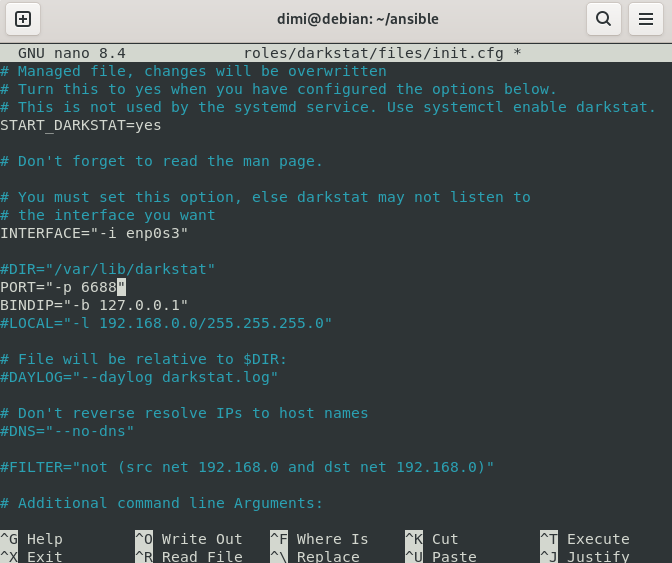 dimi@debian: ~/ansible
GNU nano 8.4 roles/darkstat/files/init.cfg *
# Managed file, changes will be overwritten
# Turn this to yes when you have configured the options below.
# This is not used by the systemd service. Use systemctl enable darkstat.
START_DARKSTAT=yes
# Don't forget to read the man page.
# You must set this option, else darkstat may not listen to
# the interface you want
INTERFACE="-i enp0s3"
#DIR="/var/lib/darkstat"
PORT="-p 6688"
BINDIP="-b 127.0.0.1"
#LOCAL="-l 192.168.0.0/255.255.255.0"
# File will be relative to $DIR:
#DAYLOG="--daylog darkstat.log"
# Don't reverse resolve IPs to host names
#DNS="--no-dns"
#FILTER="not (src net 192.168.0 and dst net 192.168.0)"
# Additional command line Arguments:
^G Help ^O Write Out ^F Where Is ^K Cut ^T Execute
^X Exit ^R Read File ^\ Replace ^U Paste ^J Justify